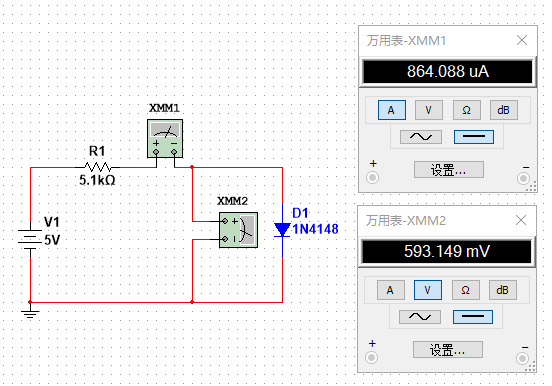 万用表-XMM1
864.088 uA
A V Ω dB
+ −
设置...
XMM1
+ −
R1
5.1kΩ
XMM2
+
−
V1
5V
D1
1N4148
万用表-XMM2
593.149 mV
A V Ω dB
+ −
设置...